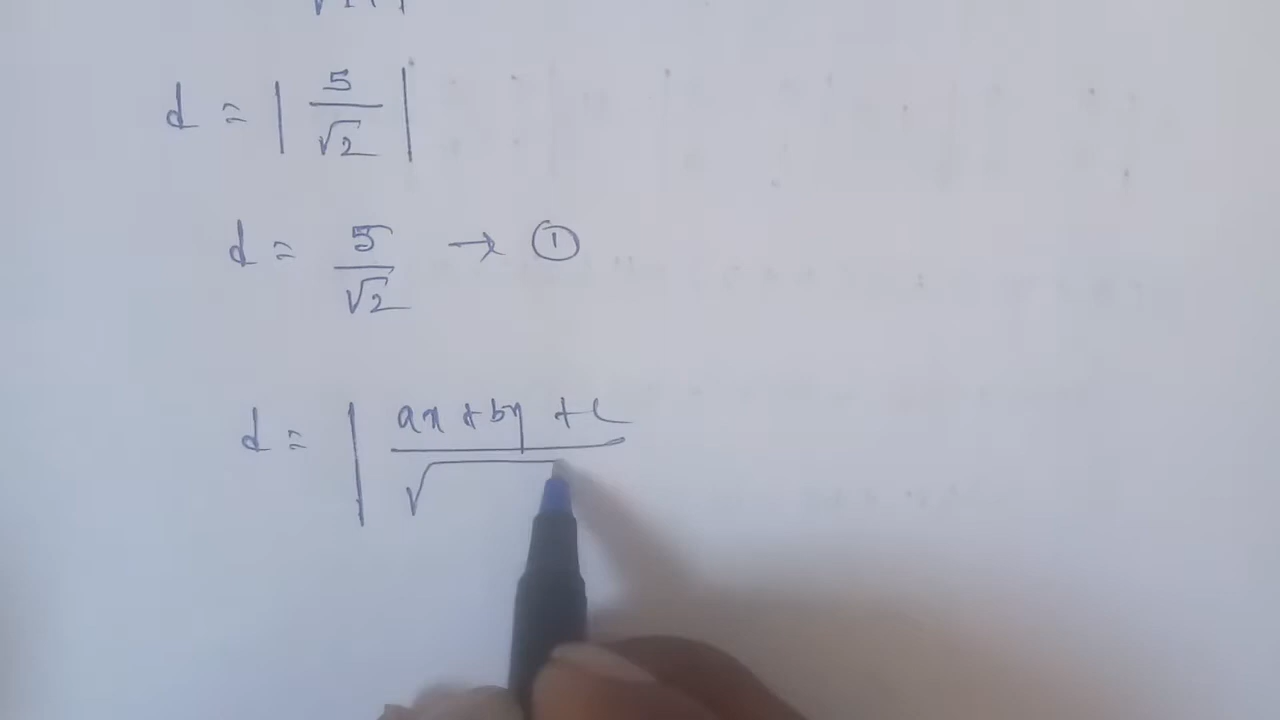 d = | 5/√2 |
d = 5/√2 → ①
d = | ax + by + c / √